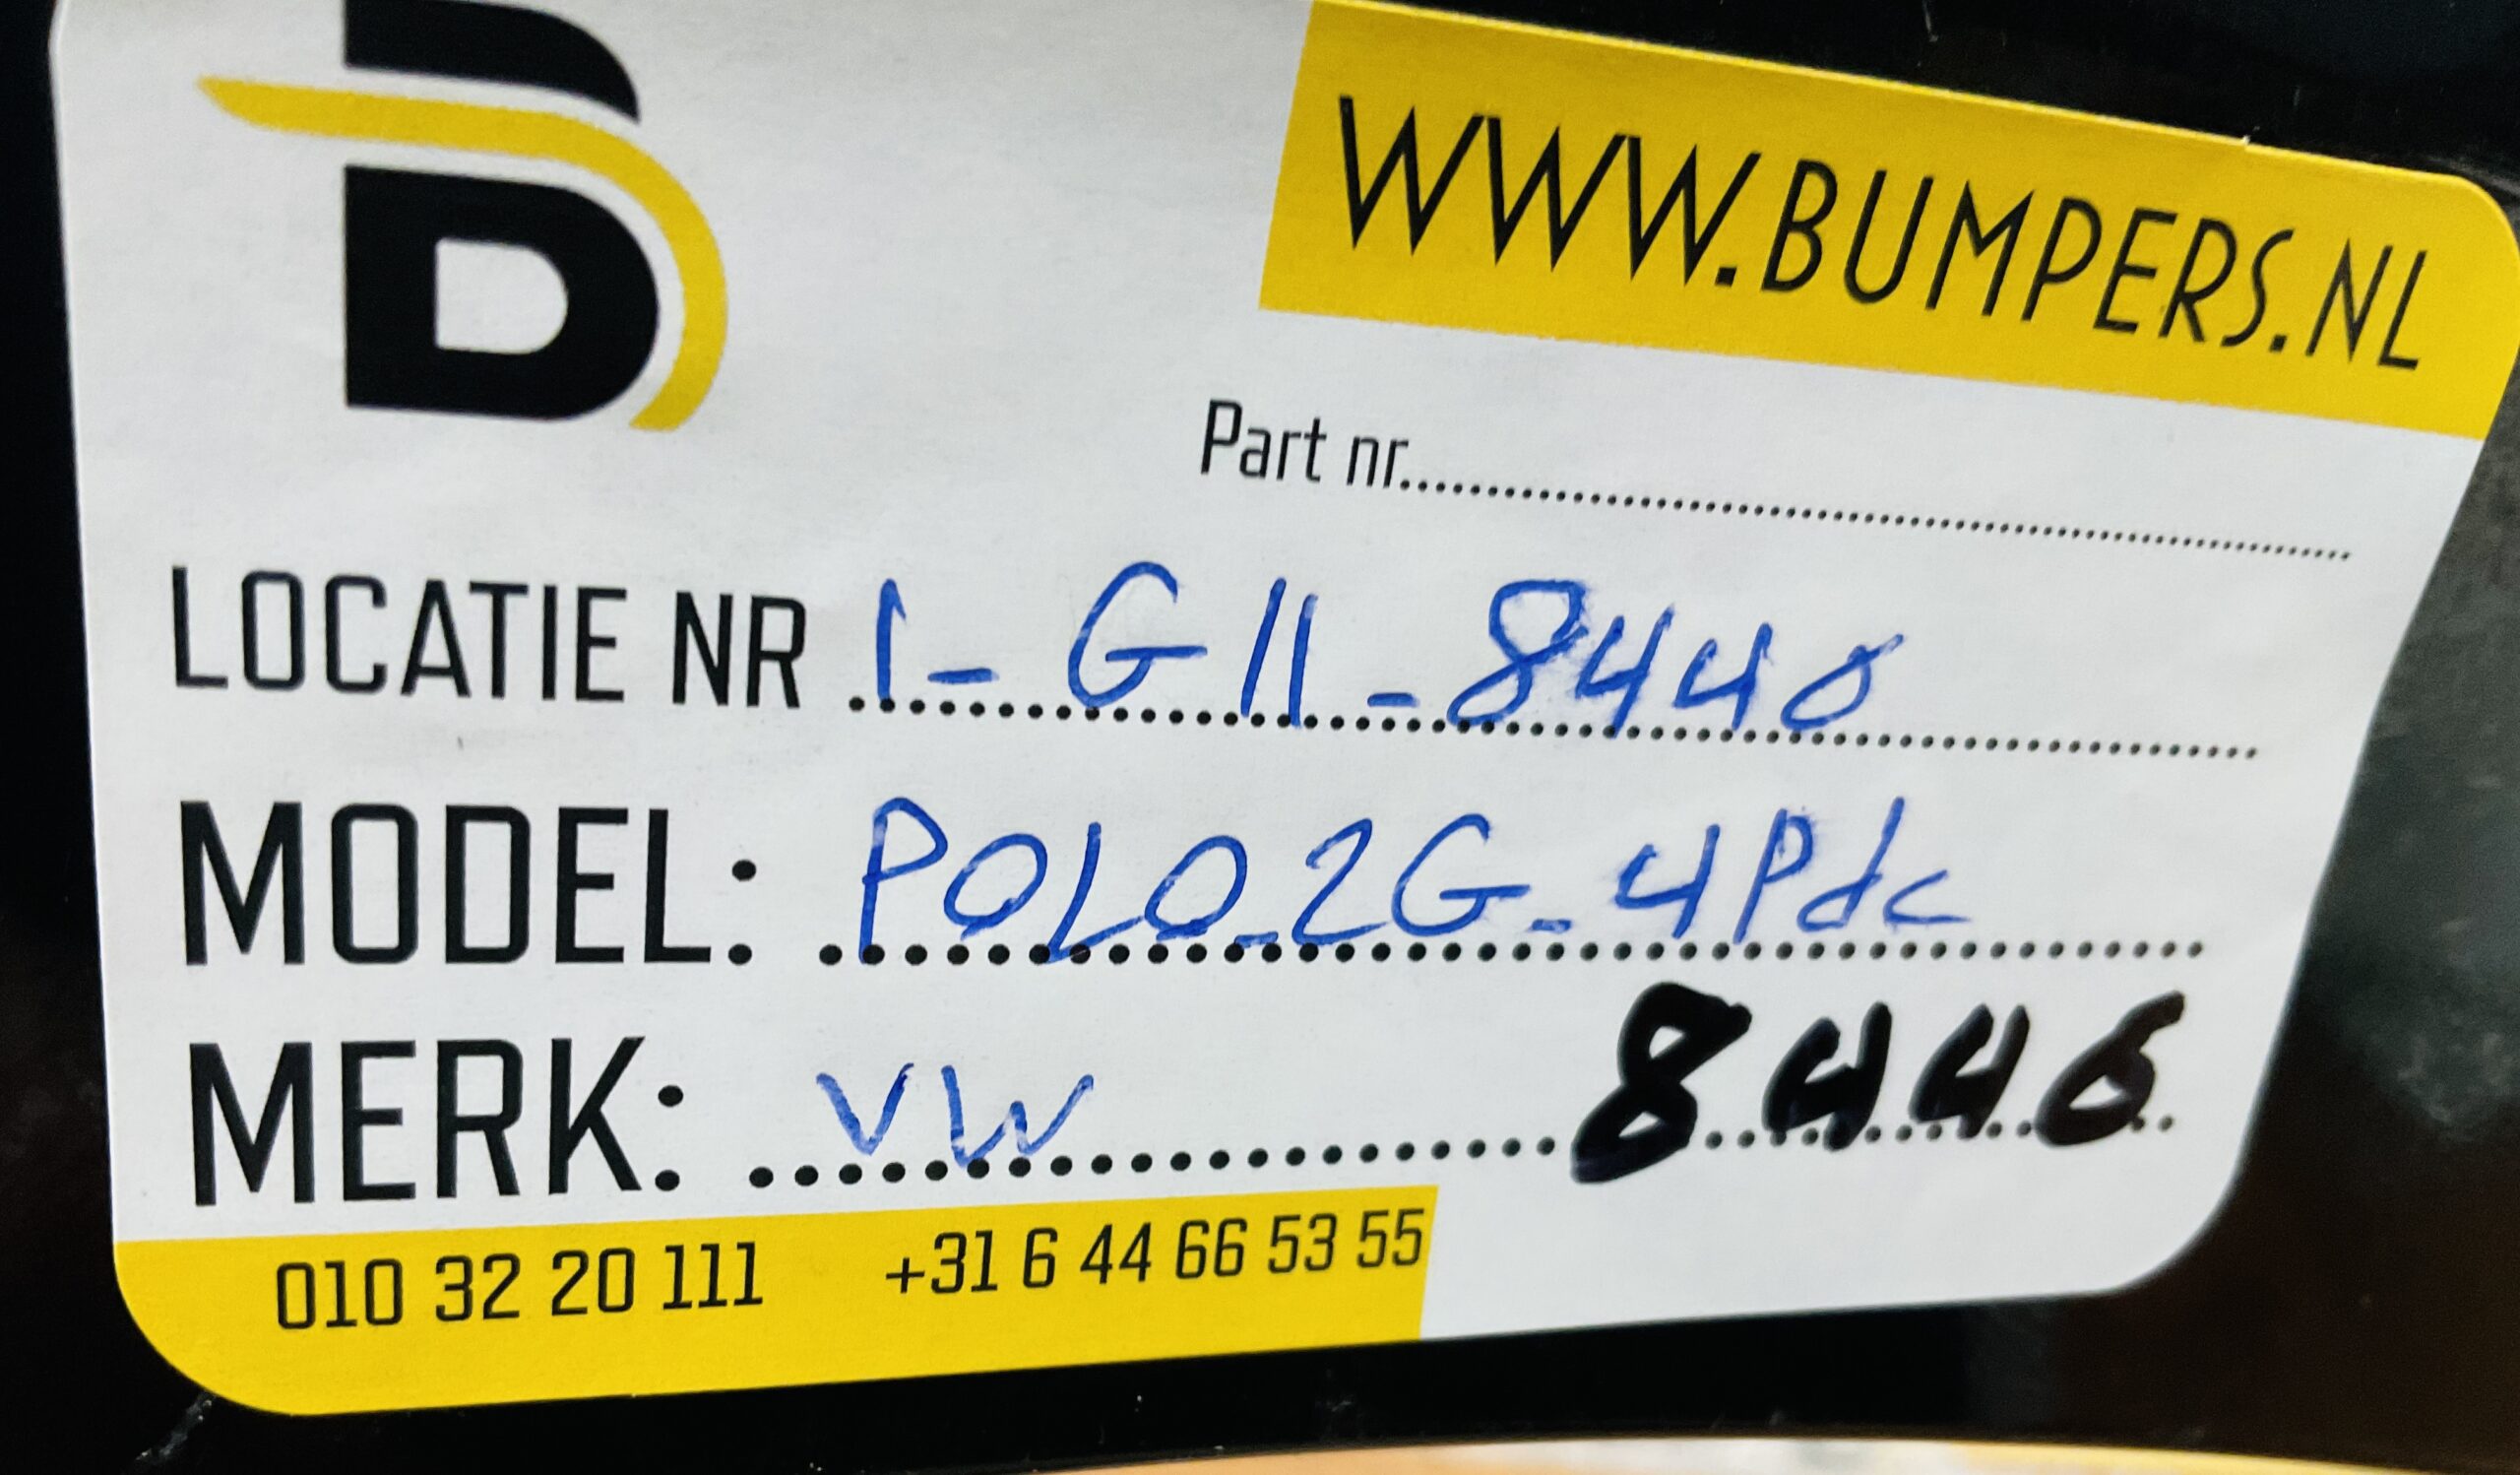 B
WWW.BUMPERS.NL
Part nr..........
LOCATIE NR 1-G11-8446
MODEL: POLO-2G-4Pdc
MERK: VW 8446
010 32 20 111 +31 6 44 66 53 55